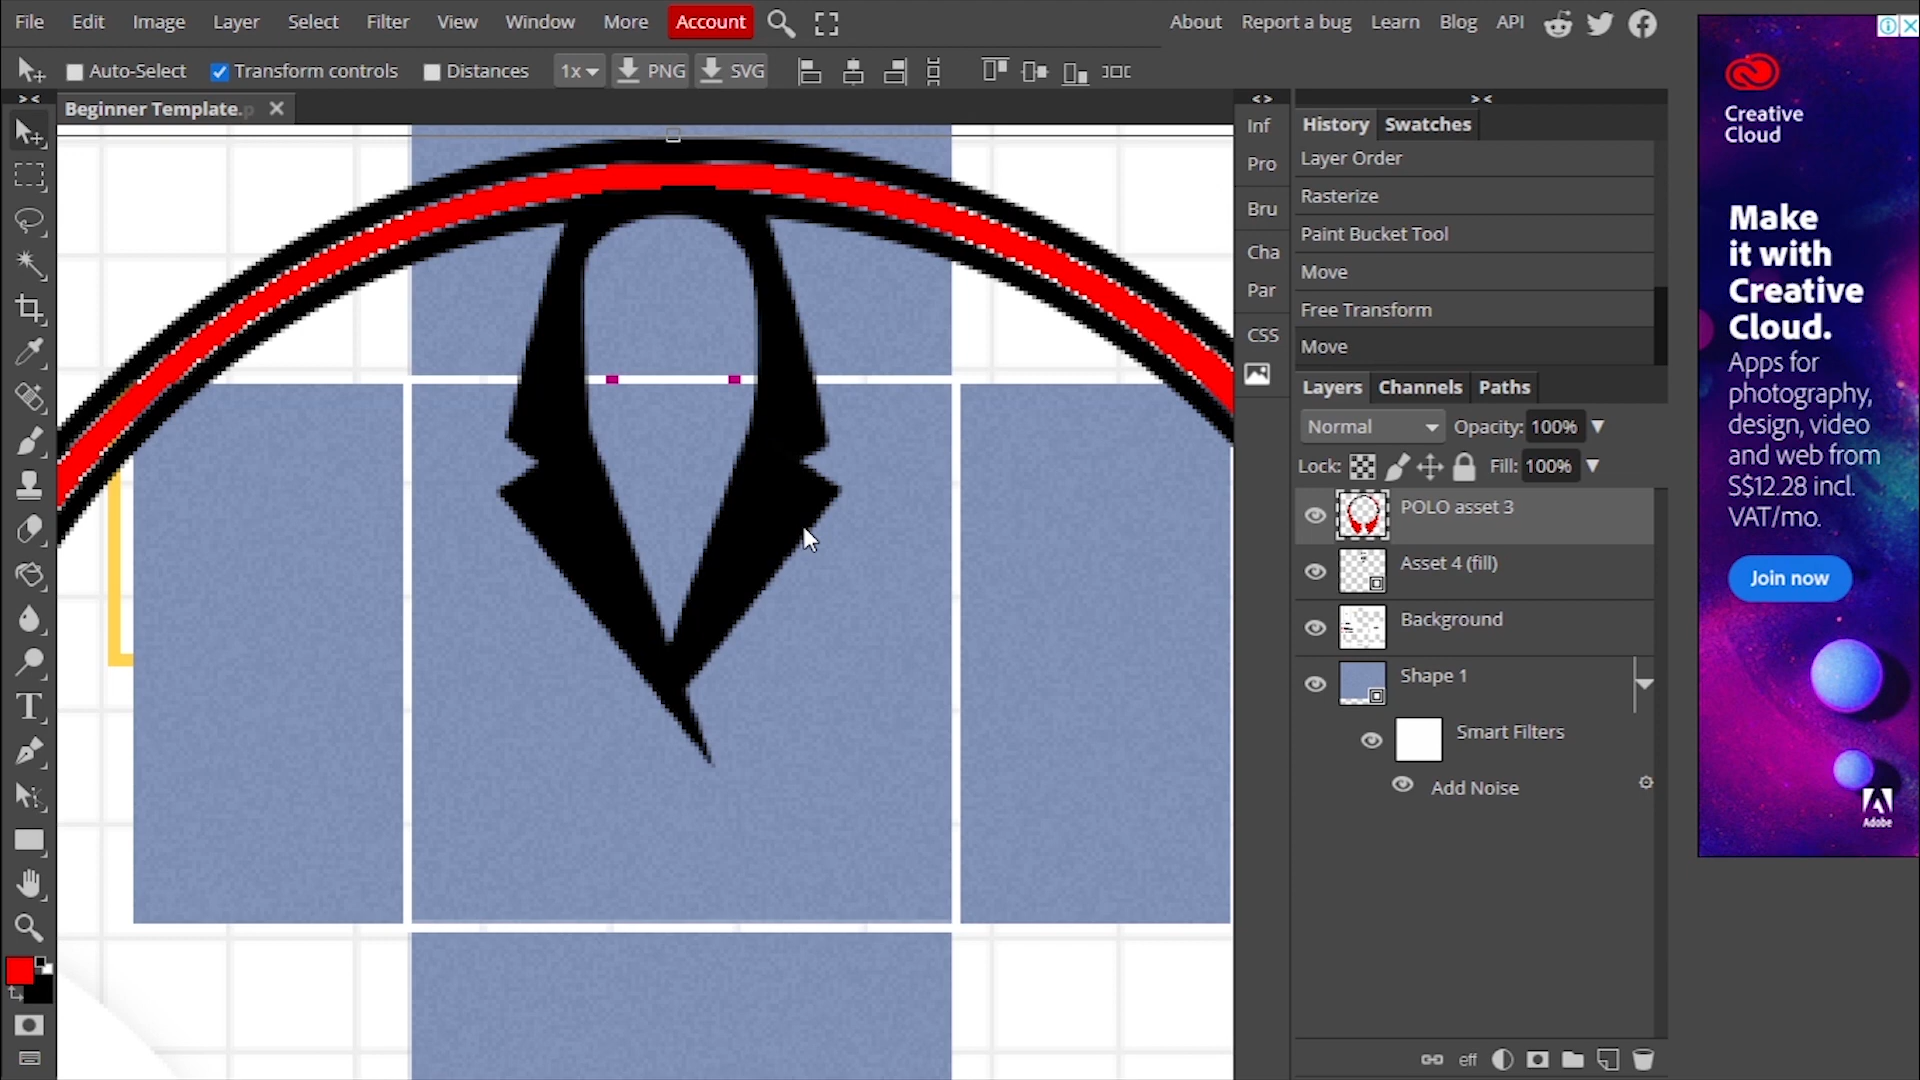 File Edit Image Layer Select Filter View Window More Account About Report a bug Learn Blog API
Auto-Select Transform controls Distances 1x PNG SVG
Beginner Template.p
Inf
Pro
Bru
Cha
Par
CSS
History Swatches
Layer Order
Rasterize
Paint Bucket Tool
Move
Free Transform
Move
Layers Channels Paths
Normal Opacity: 100%
Lock: Fill: 100%
POLO asset 3
Asset 4 (fill)
Background
Shape 1
Smart Filters
Add Noise
eff
Creative
Cloud
Make
it with
Creative
Cloud.
Apps for
photography,
design, video
and web from
S$12.28 incl.
VAT/mo.
Join now
Adobe